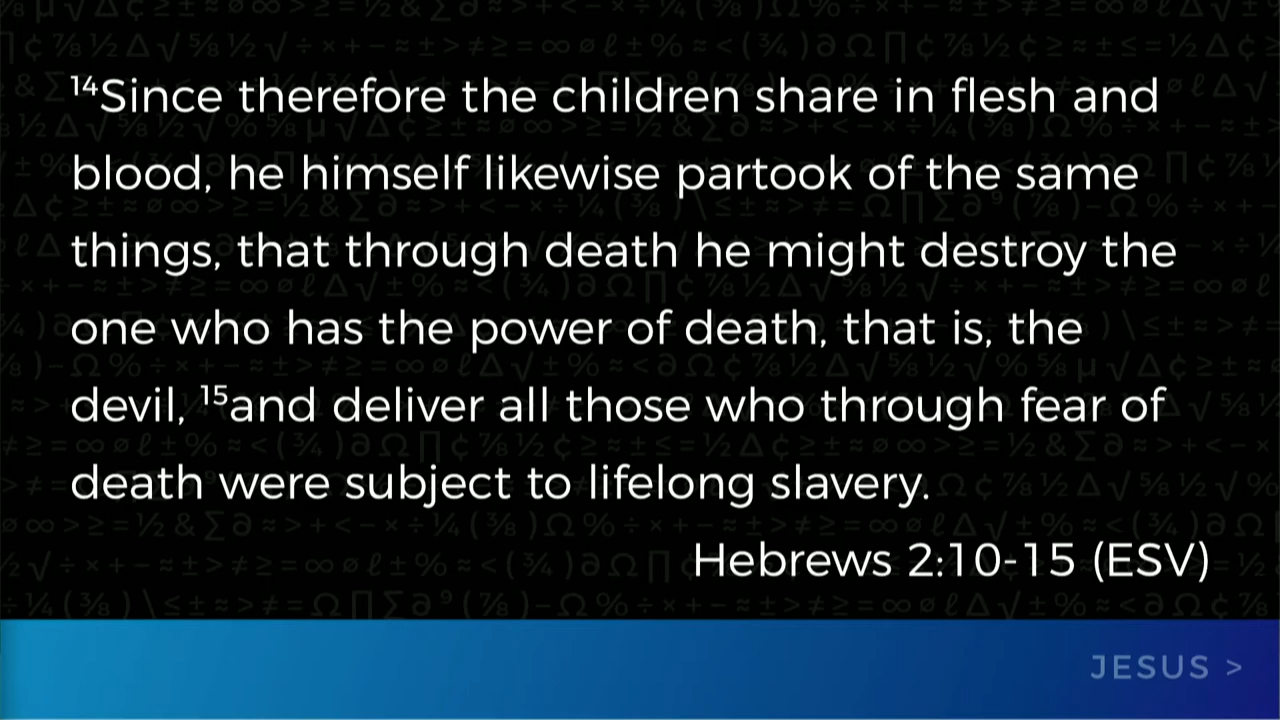 ¹⁴Since therefore the children share in flesh and
blood, he himself likewise partook of the same
things, that through death he might destroy the
one who has the power of death, that is, the
devil, ¹⁵and deliver all those who through fear of
death were subject to lifelong slavery.
Hebrews 2:10-15 (ESV)
JESUS >